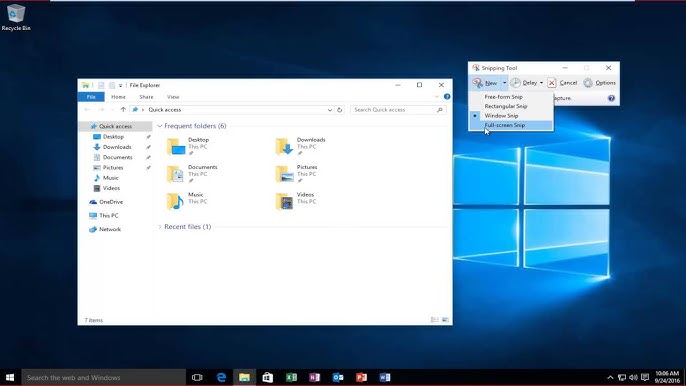 Recycle Bin
Snipping Tool
New
Delay
Cancel
Options
Free-form Snip
Rectangular Snip
Window Snip
Full-screen Snip
apture.
File Explorer
File
Home
Share
View
Quick access
Search Quick access
Quick access
Desktop
Downloads
Documents
Pictures
Music
Videos
OneDrive
This PC
Network
Frequent folders (6)
Desktop
This PC
Downloads
This PC
Documents
This PC
Pictures
This PC
Music
This PC
Videos
This PC
Recent files (1)
7 items
Search the web and Windows
10:06 AM
9/24/2016